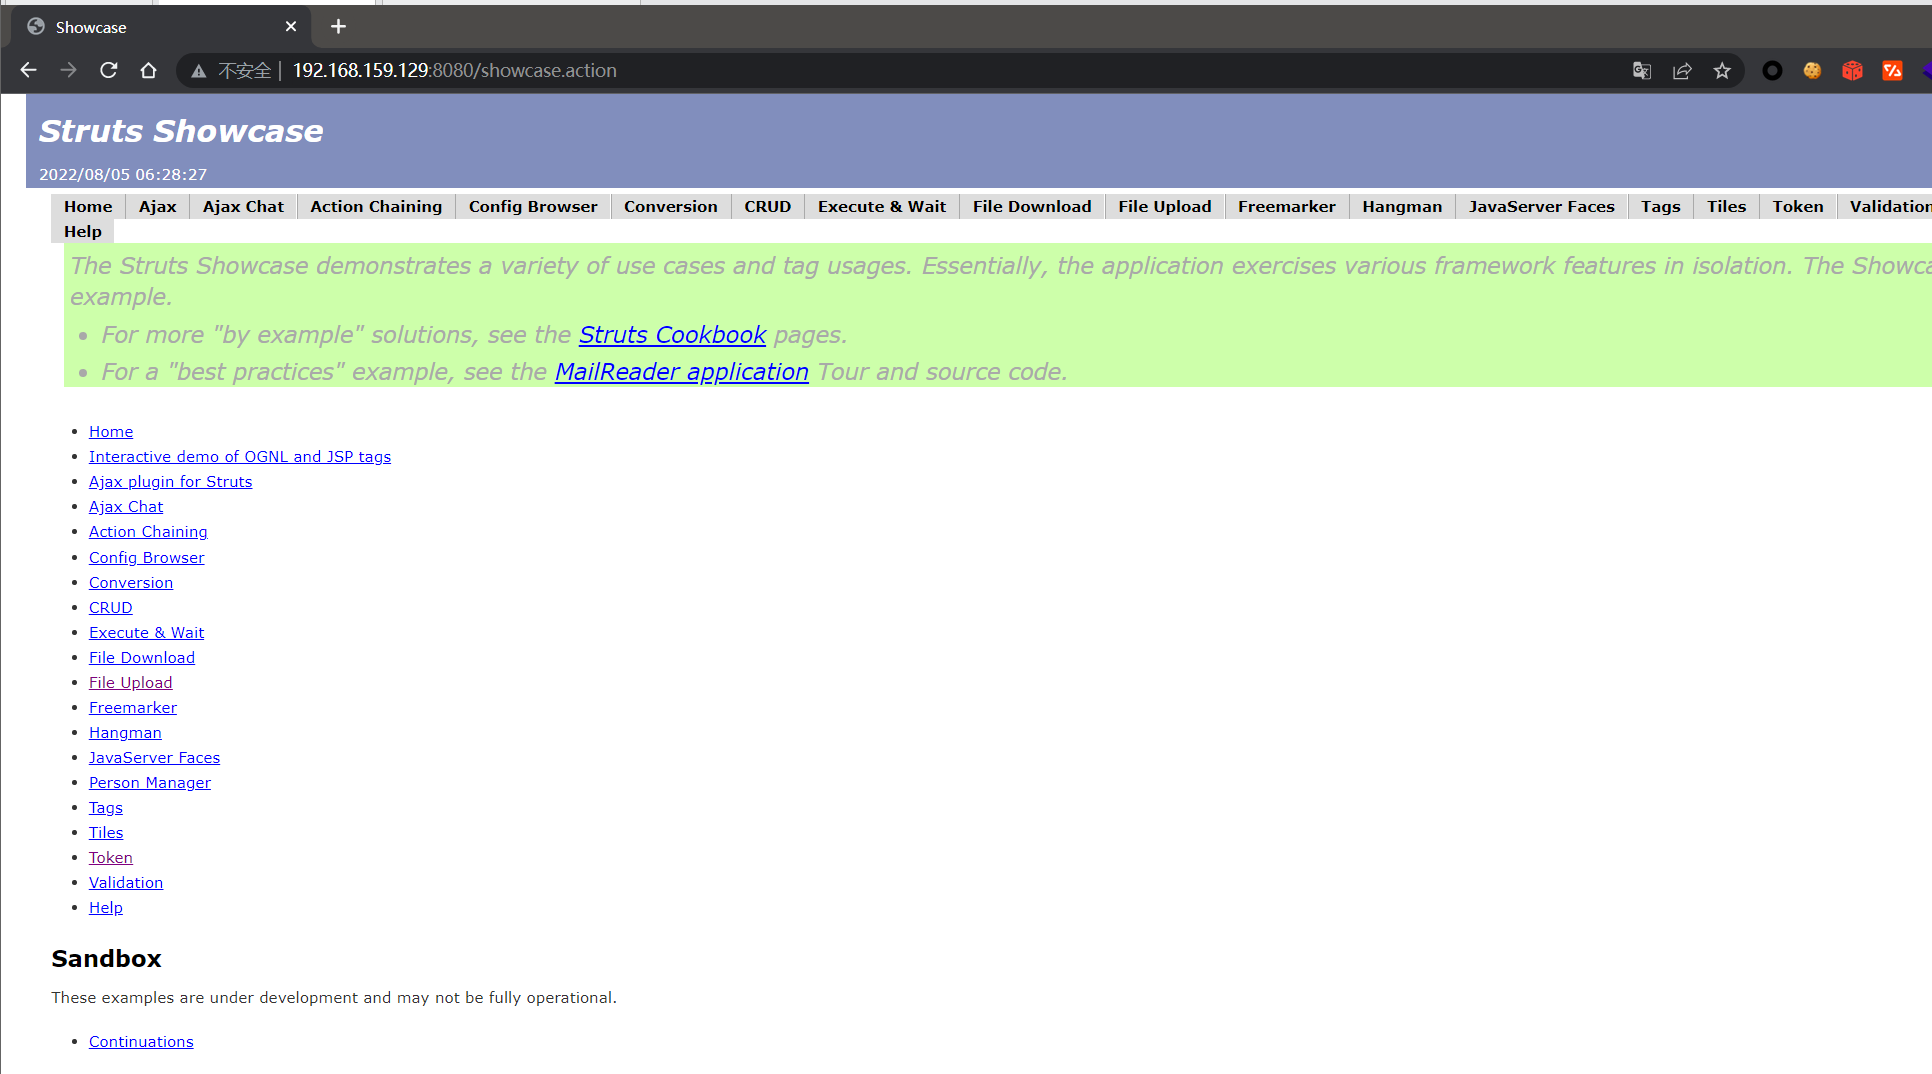 Showcase
不安全 192.168.159.129:8080/showcase.action
Struts Showcase
2022/08/05 06:28:27
Home Ajax Ajax Chat Action Chaining Config Browser Conversion CRUD Execute & Wait File Download File Upload Freemarker Hangman JavaServer Faces Tags Tiles Token Validation
Help
The Struts Showcase demonstrates a variety of use cases and tag usages. Essentially, the application exercises various framework features in isolation. The Showca
example.
• For more "by example" solutions, see the Struts Cookbook pages.
• For a "best practices" example, see the MailReader application Tour and source code.
• Home
• Interactive demo of OGNL and JSP tags
• Ajax plugin for Struts
• Ajax Chat
• Action Chaining
• Config Browser
• Conversion
• CRUD
• Execute & Wait
• File Download
• File Upload
• Freemarker
• Hangman
• JavaServer Faces
• Person Manager
• Tags
• Tiles
• Token
• Validation
• Help
Sandbox
These examples are under development and may not be fully operational.
• Continuations